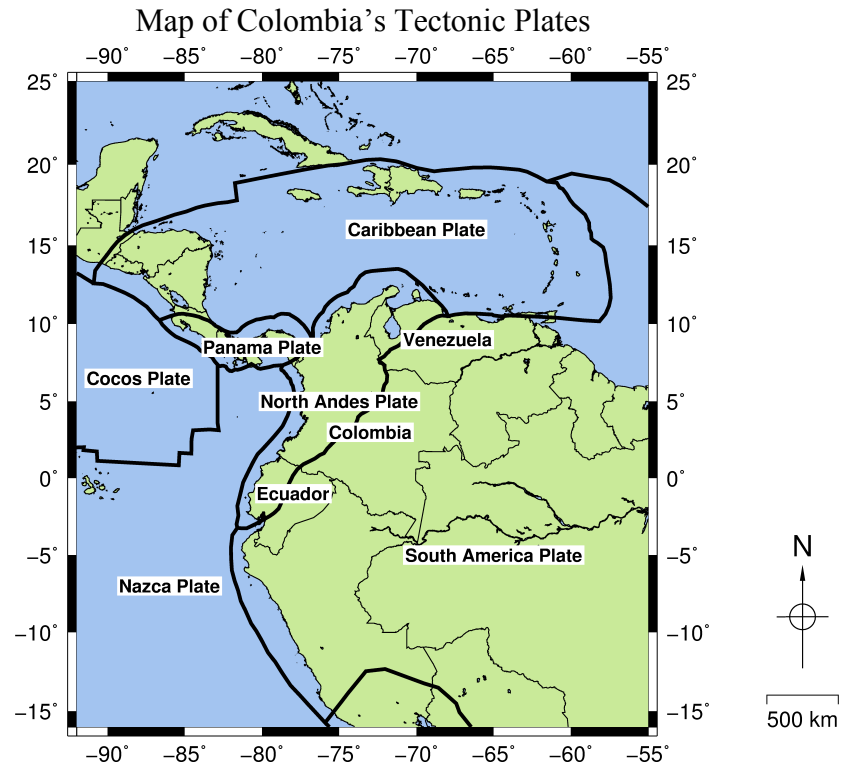 Map of Colombia’s Tectonic Plates
−90˚ −85˚ −80˚ −75˚ −70˚ −65˚ −60˚ −55˚
25˚ 25˚
20˚ 20˚
Caribbean Plate
15˚ 15˚
10˚ 10˚
Venezuela
Panama Plate
Cocos Plate
5˚ 5˚
North Andes Plate
Colombia
0˚ 0˚
Ecuador
−5˚ −5˚
South America Plate
N
Nazca Plate
−10˚ −10˚
−15˚ −15˚
500 km
−90˚ −85˚ −80˚ −75˚ −70˚ −65˚ −60˚ −55˚